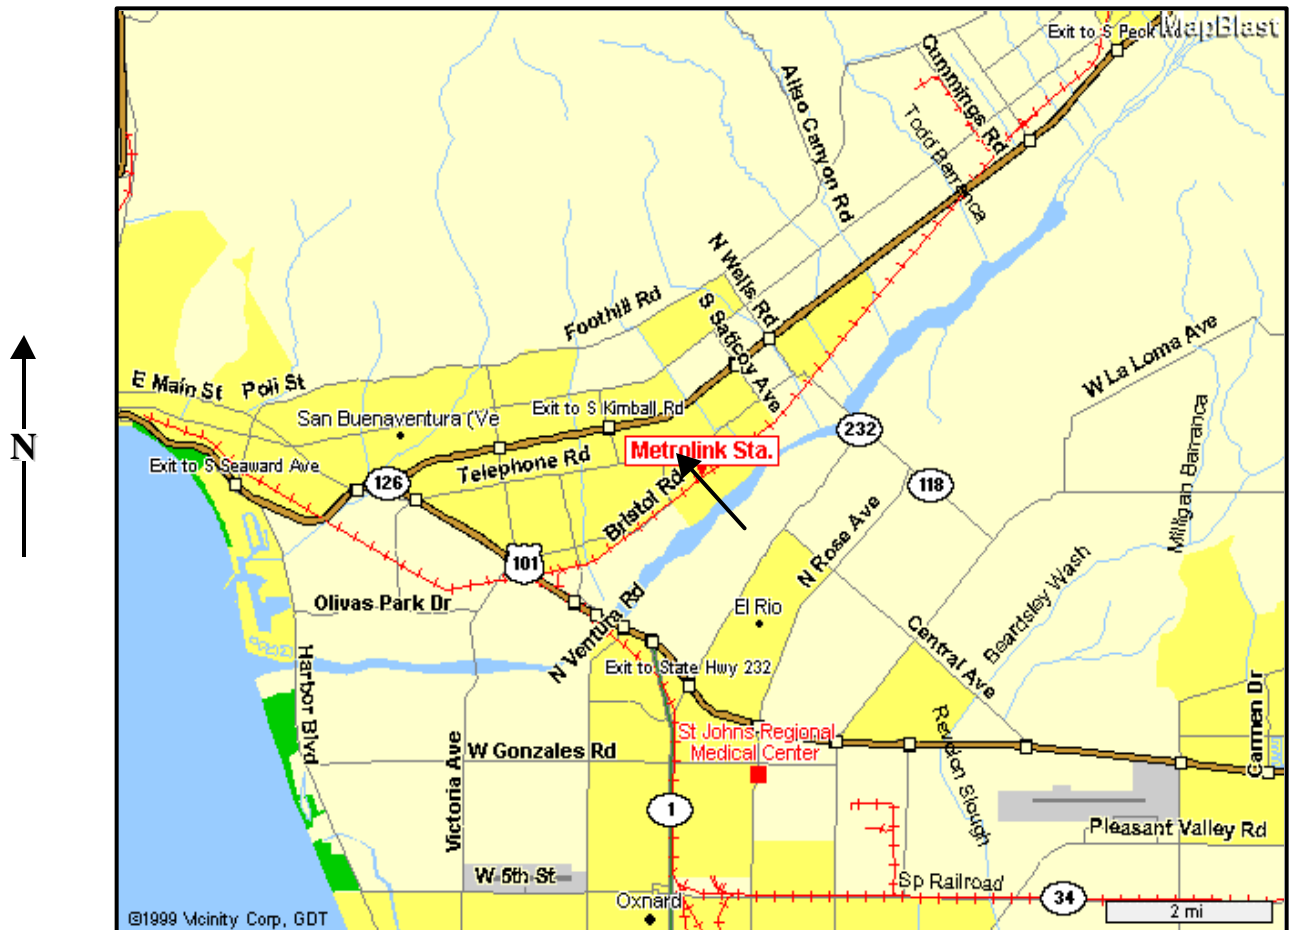 Exit to S Peck
MapBlast
Cummings Rd
Aliso Canyon Rd
Todd Barranca
N Wells Rd
S Saticoy Ave
Foothill Rd
W La Loma Ave
E Main St
Poli St
N
San Buenaventura (Ve
Exit to S Kimball Rd
232
Milligan Barranca
Metrolink Sta.
Telephone Rd
Exit to S Seaward Ave
126
118
Bristol Rd
N Rose Ave
101
Beardsley Wash
Olivas Park Dr
El Rio
N Ventura Rd
Central Ave
Exit to State Hwy 232
Harbor Blvd
Carmen Dr
Revolon Slough
St Johns Regional
Medical Center
W Gonzales Rd
Victoria Ave
1
Pleasant Valley Rd
W 5th St
Sp Railroad
Oxnard
34
2 mi
©1999 Vicinity Corp, GDT